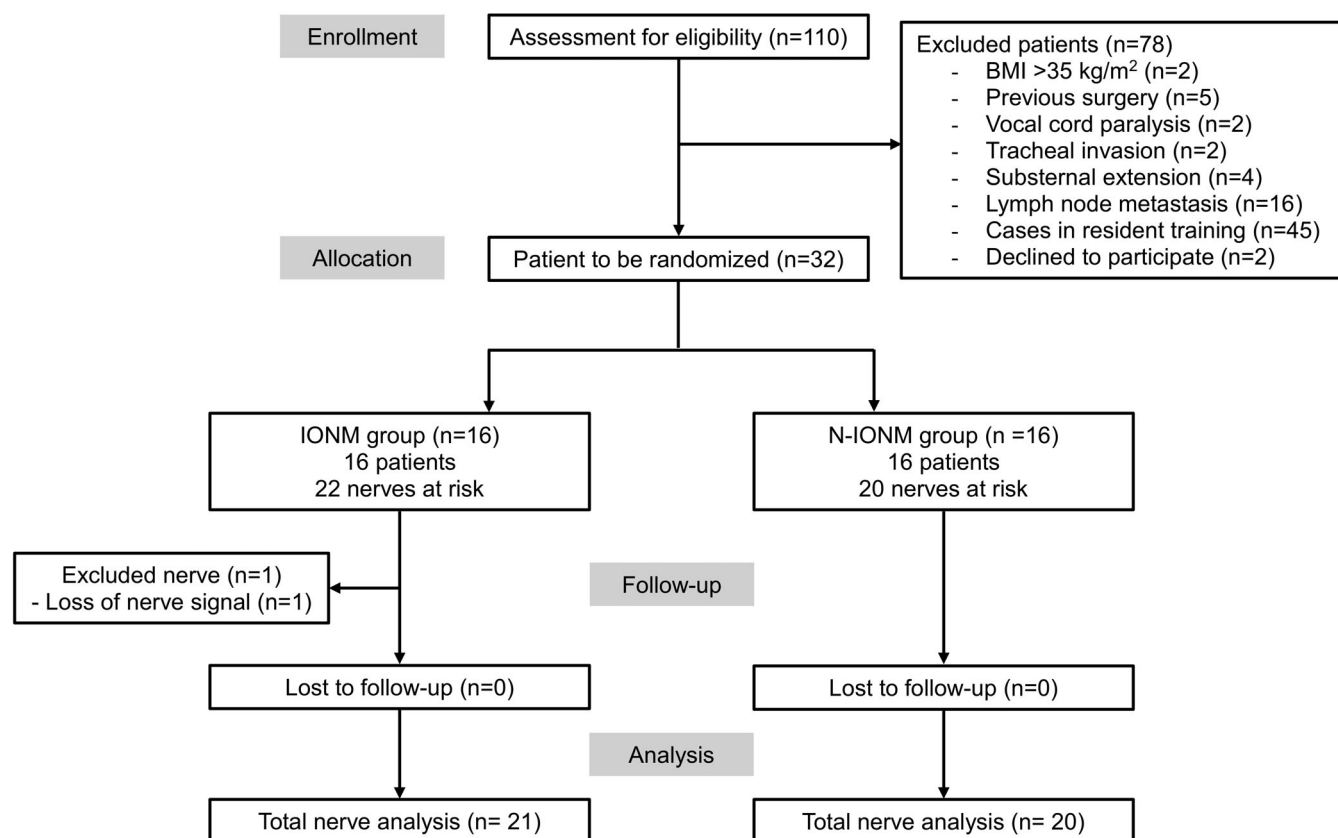 Enrollment
Assessment for eligibility (n=110)
Excluded patients (n=78)
- BMI >35 kg/m² (n=2)
- Previous surgery (n=5)
- Vocal cord paralysis (n=2)
- Tracheal invasion (n=2)
- Substernal extension (n=4)
- Lymph node metastasis (n=16)
- Cases in resident training (n=45)
- Declined to participate (n=2)
Allocation
Patient to be randomized (n=32)
IONM group (n=16)
16 patients
22 nerves at risk
N-IONM group (n =16)
16 patients
20 nerves at risk
Excluded nerve (n=1)
- Loss of nerve signal (n=1)
Follow-up
Lost to follow-up (n=0)
Lost to follow-up (n=0)
Analysis
Total nerve analysis (n= 21)
Total nerve analysis (n= 20)